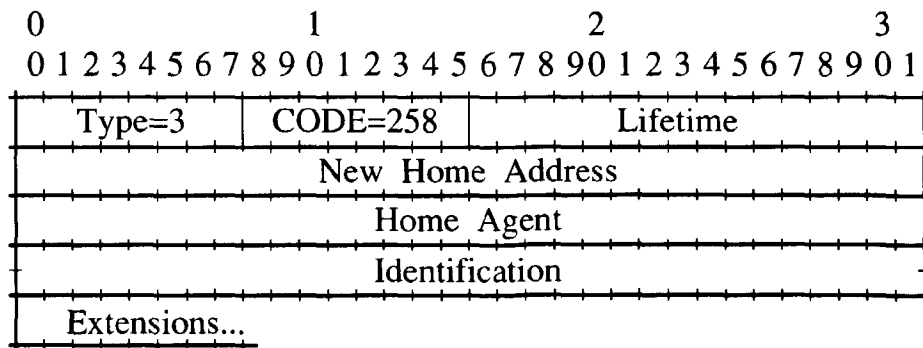 0 1 2 3
0 1 2 3 4 5 6 7 8 9 0 1 2 3 4 5 6 7 8 9 0 1 2 3 4 5 6 7 8 9 0 1
Type=3 CODE=258 Lifetime
New Home Address
Home Agent
Identification
Extensions...